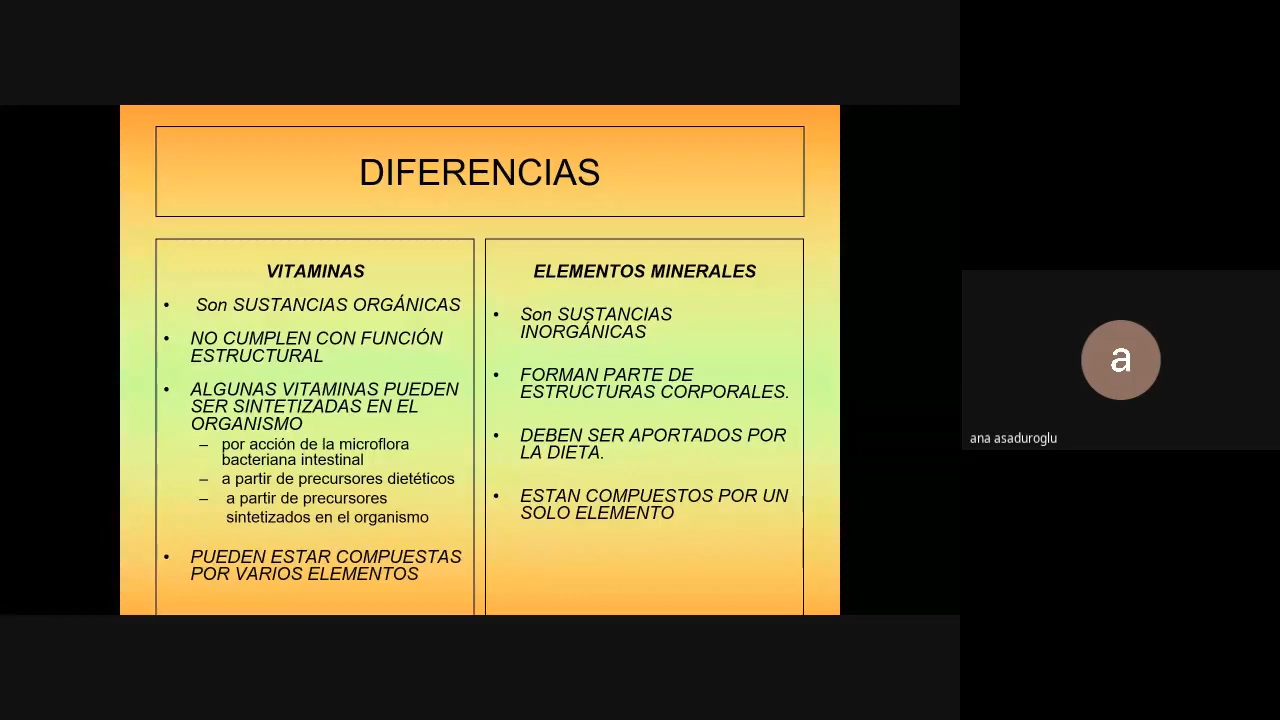 DIFERENCIAS
VITAMINAS
• Son SUSTANCIAS ORGÁNICAS
• NO CUMPLEN CON FUNCIÓN
ESTRUCTURAL
• ALGUNAS VITAMINAS PUEDEN
SER SINTETIZADAS EN EL
ORGANISMO
– por acción de la microflora
bacteriana intestinal
– a partir de precursores dietéticos
– a partir de precursores
sintetizados en el organismo
• PUEDEN ESTAR COMPUESTAS
POR VARIOS ELEMENTOS
ELEMENTOS MINERALES
• Son SUSTANCIAS
INORGÁNICAS
• FORMAN PARTE DE
ESTRUCTURAS CORPORALES.
• DEBEN SER APORTADOS POR
LA DIETA.
• ESTAN COMPUESTOS POR UN
SOLO ELEMENTO
a
ana asaduroglu